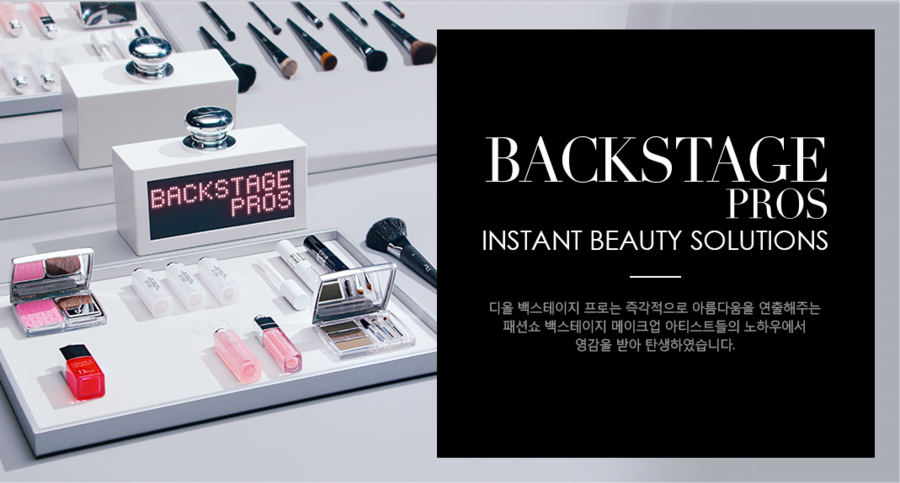 BACKSTAGE
PROS
Dior
BACKSTAGE
PROS
INSTANT BEAUTY SOLUTIONS
디올 백스테이지 프로는 즉각적으로 아름다움을 연출해주는
패션쇼 백스테이지 메이크업 아티스트들의 노하우에서
영감을 받아 탄생하였습니다.